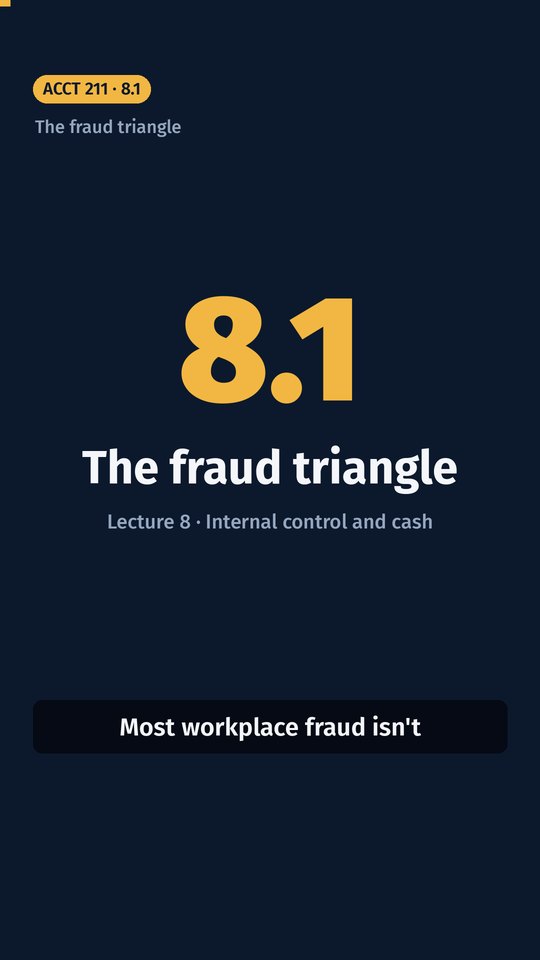 ACCT 211 · 8.1
The fraud triangle
8.1
The fraud triangle
Lecture 8 · Internal control and cash
Most workplace fraud isn't